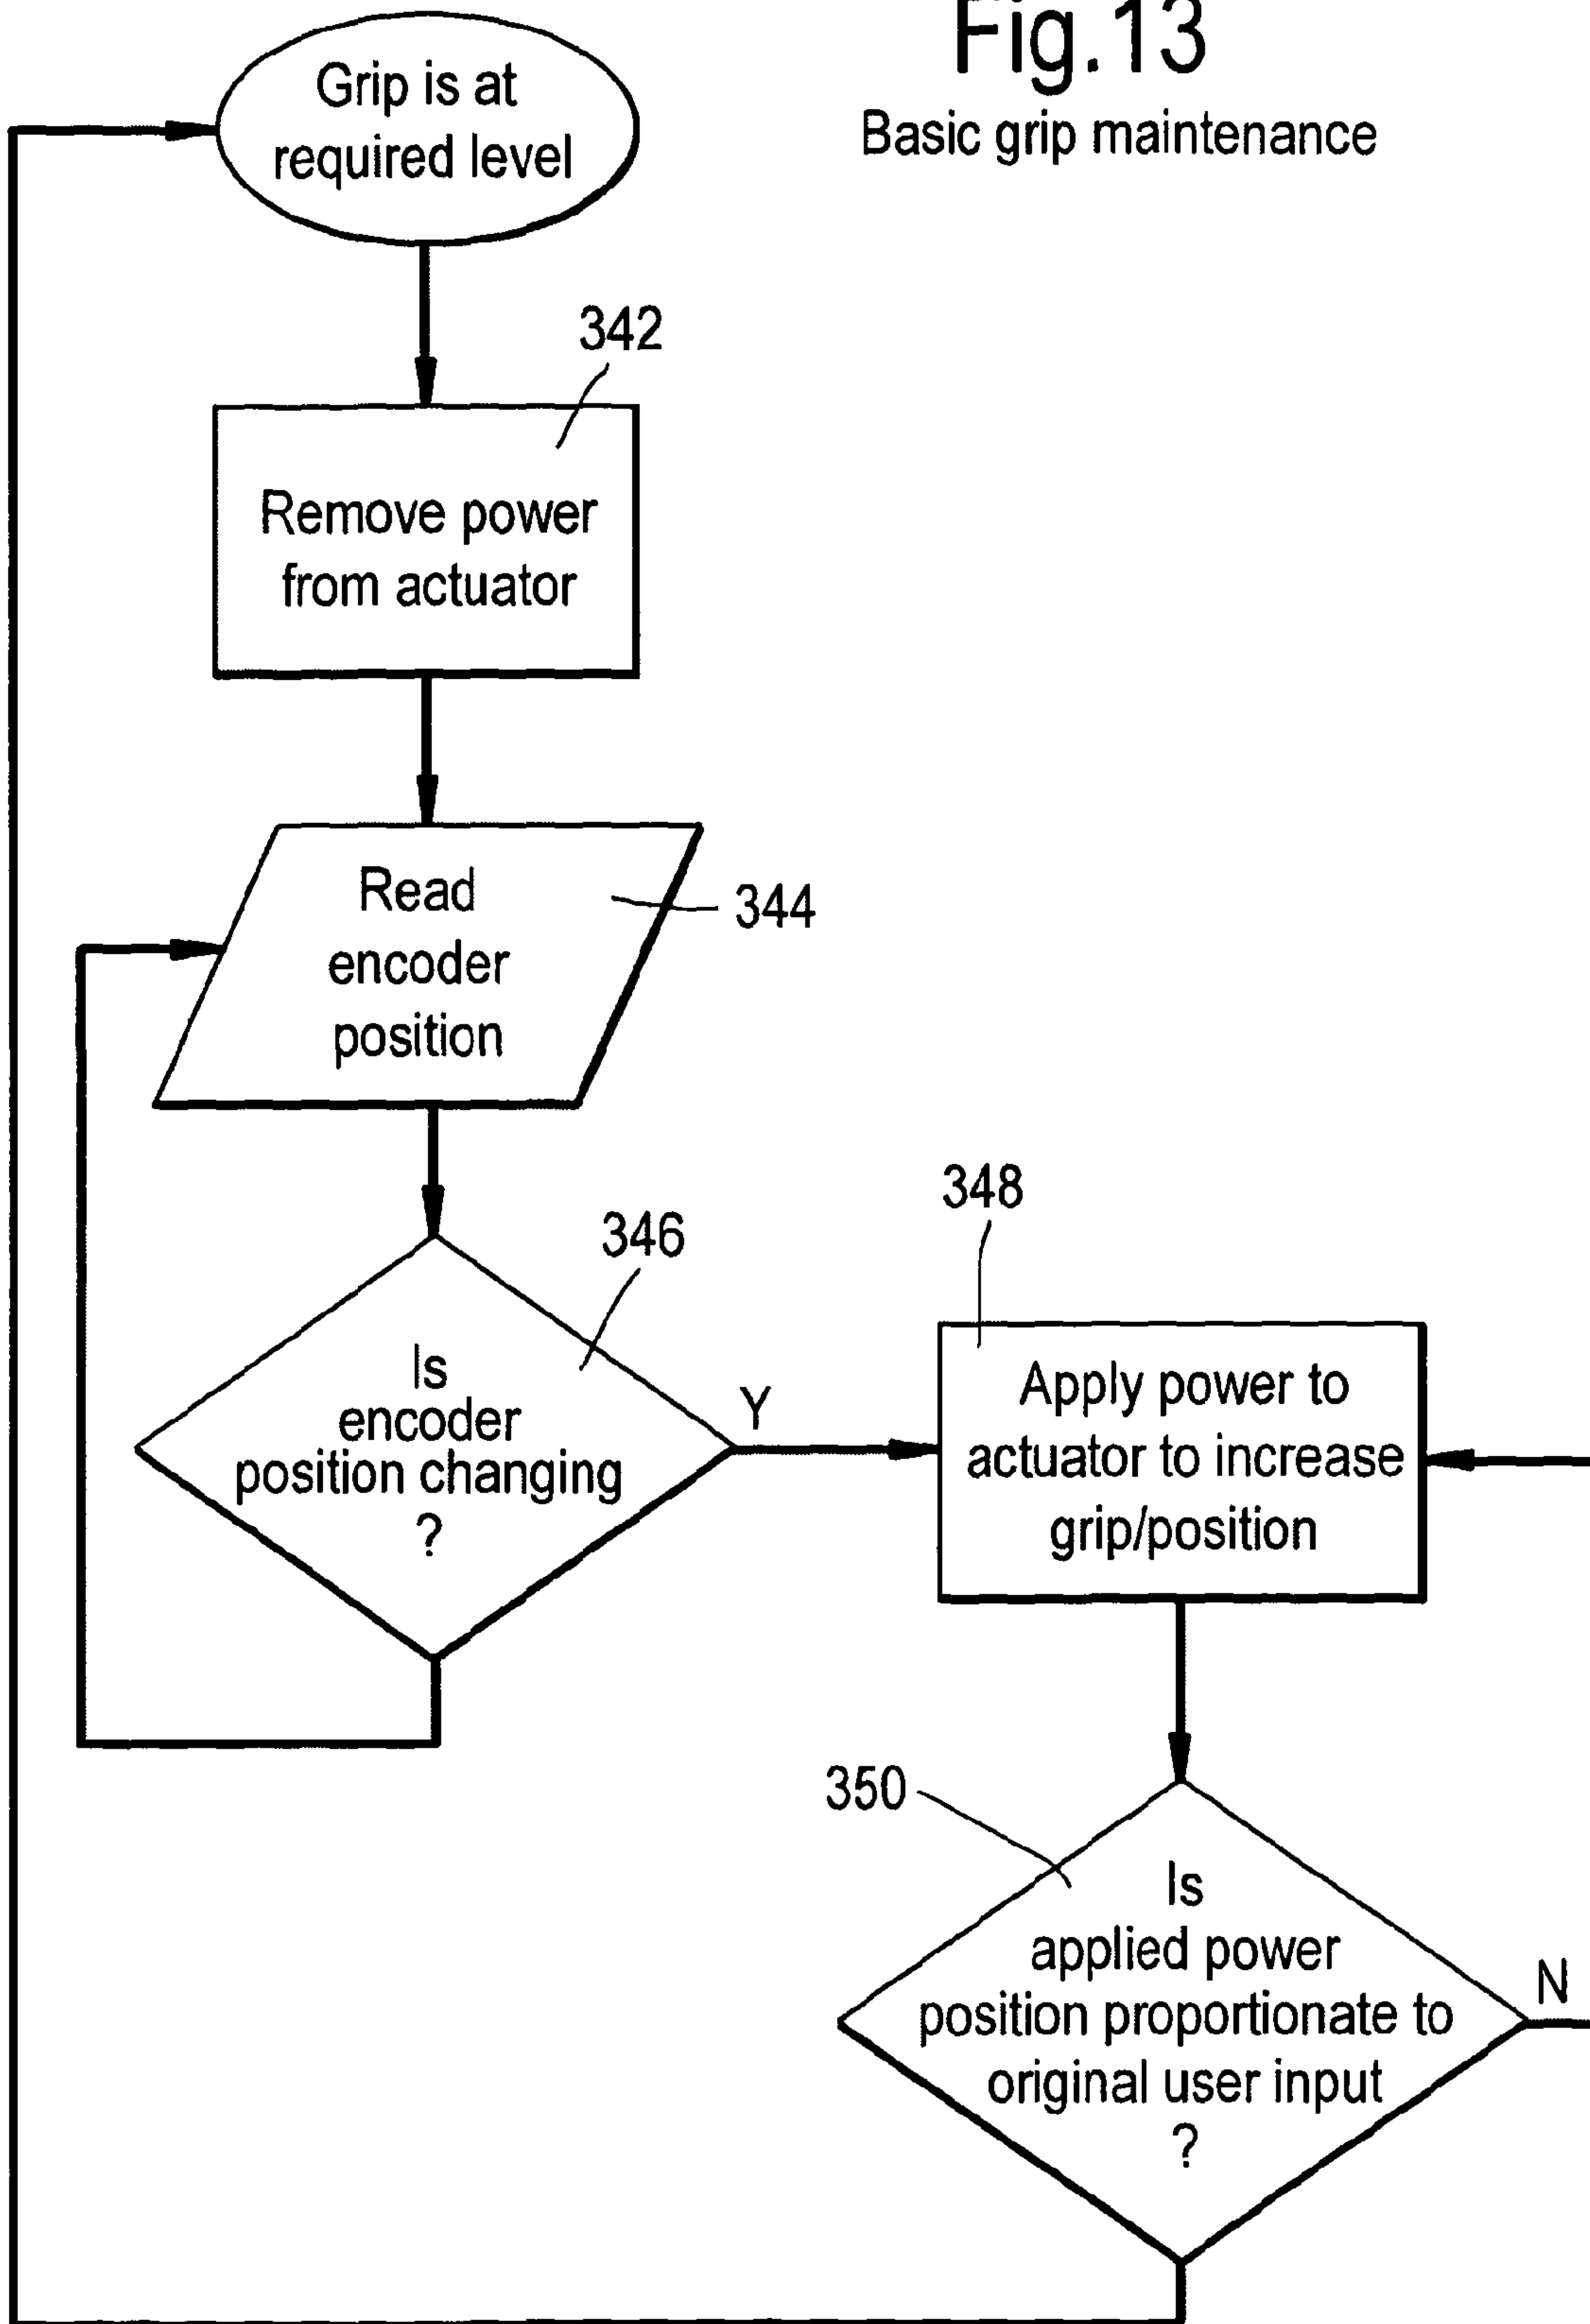 Fig.13
Basic grip maintenance
Grip is at
required level
342
Remove power
from actuator
Read
encoder
position
344
346
Is
encoder
position changing
?
Y
348
Apply power to
actuator to increase
grip/position
350
Is
applied power
position proportionate to
original user input
?
N